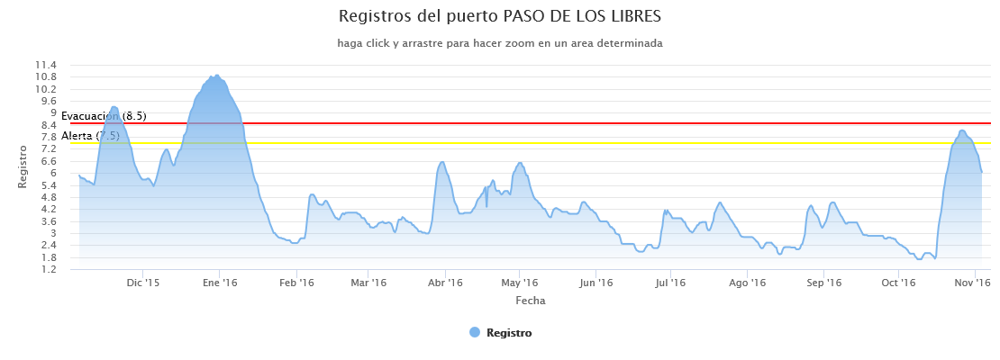 Registros del puerto PASO DE LOS LIBRES
haga click y arrastre para hacer zoom en un area determinada
11.4
10.8
10.2
9.6
9
8.4
7.8
7.2
6.6
6
5.4
4.8
4.2
3.6
3
2.4
1.8
1.2
Registro
Evacuación (8.5)
Alerta (7.5)
Dic '15 Ene '16 Feb '16 Mar '16 Abr '16 May '16 Jun '16 Jul '16 Ago '16 Sep '16 Oct '16 Nov '16
Fecha
Registro